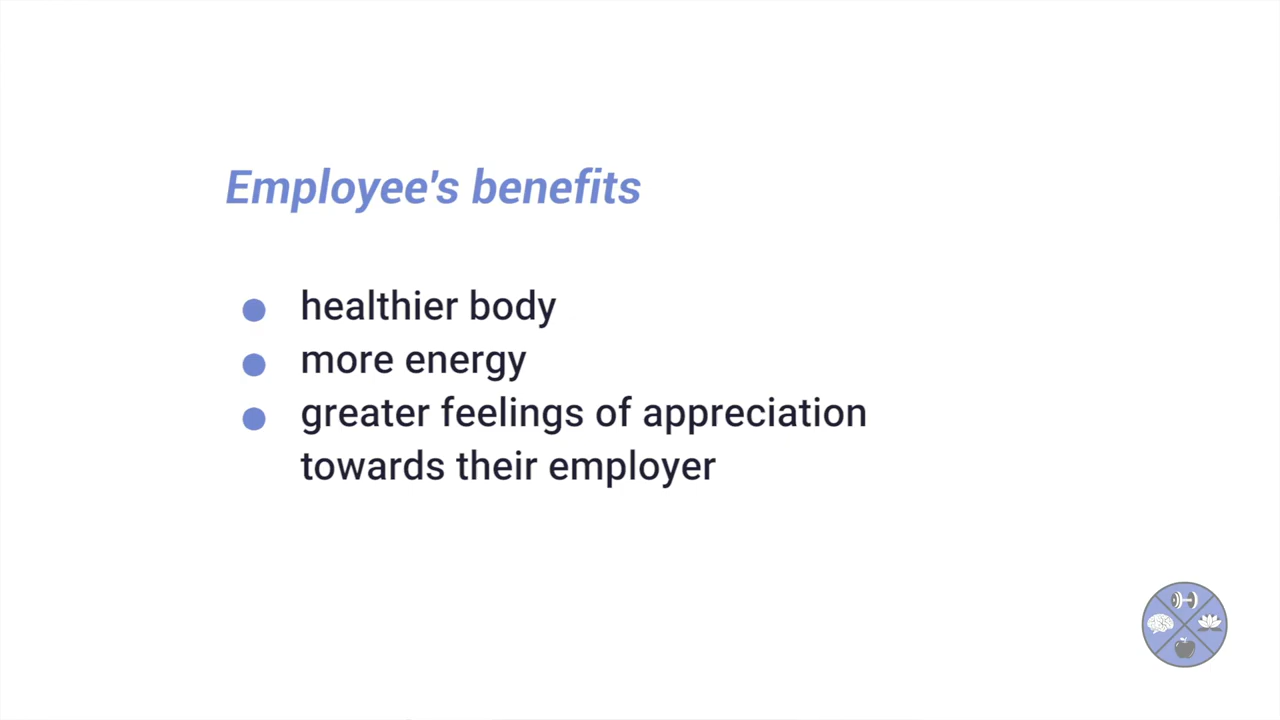 Employee's benefits
healthier body
more energy
greater feelings of appreciation
towards their employer